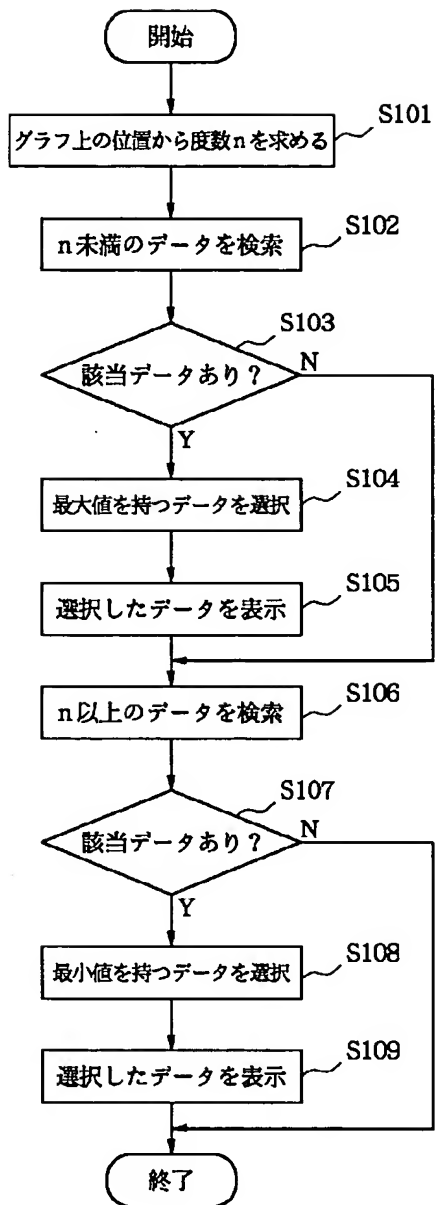 開始
S101
グラフ上の位置から度数nを求める
S102
n未満のデータを検索
S103
該当データあり?
N
Y
S104
最大値を持つデータを選択
S105
選択したデータを表示
S106
n以上のデータを検索
S107
該当データあり?
N
Y
S108
最小値を持つデータを選択
S109
選択したデータを表示
終了